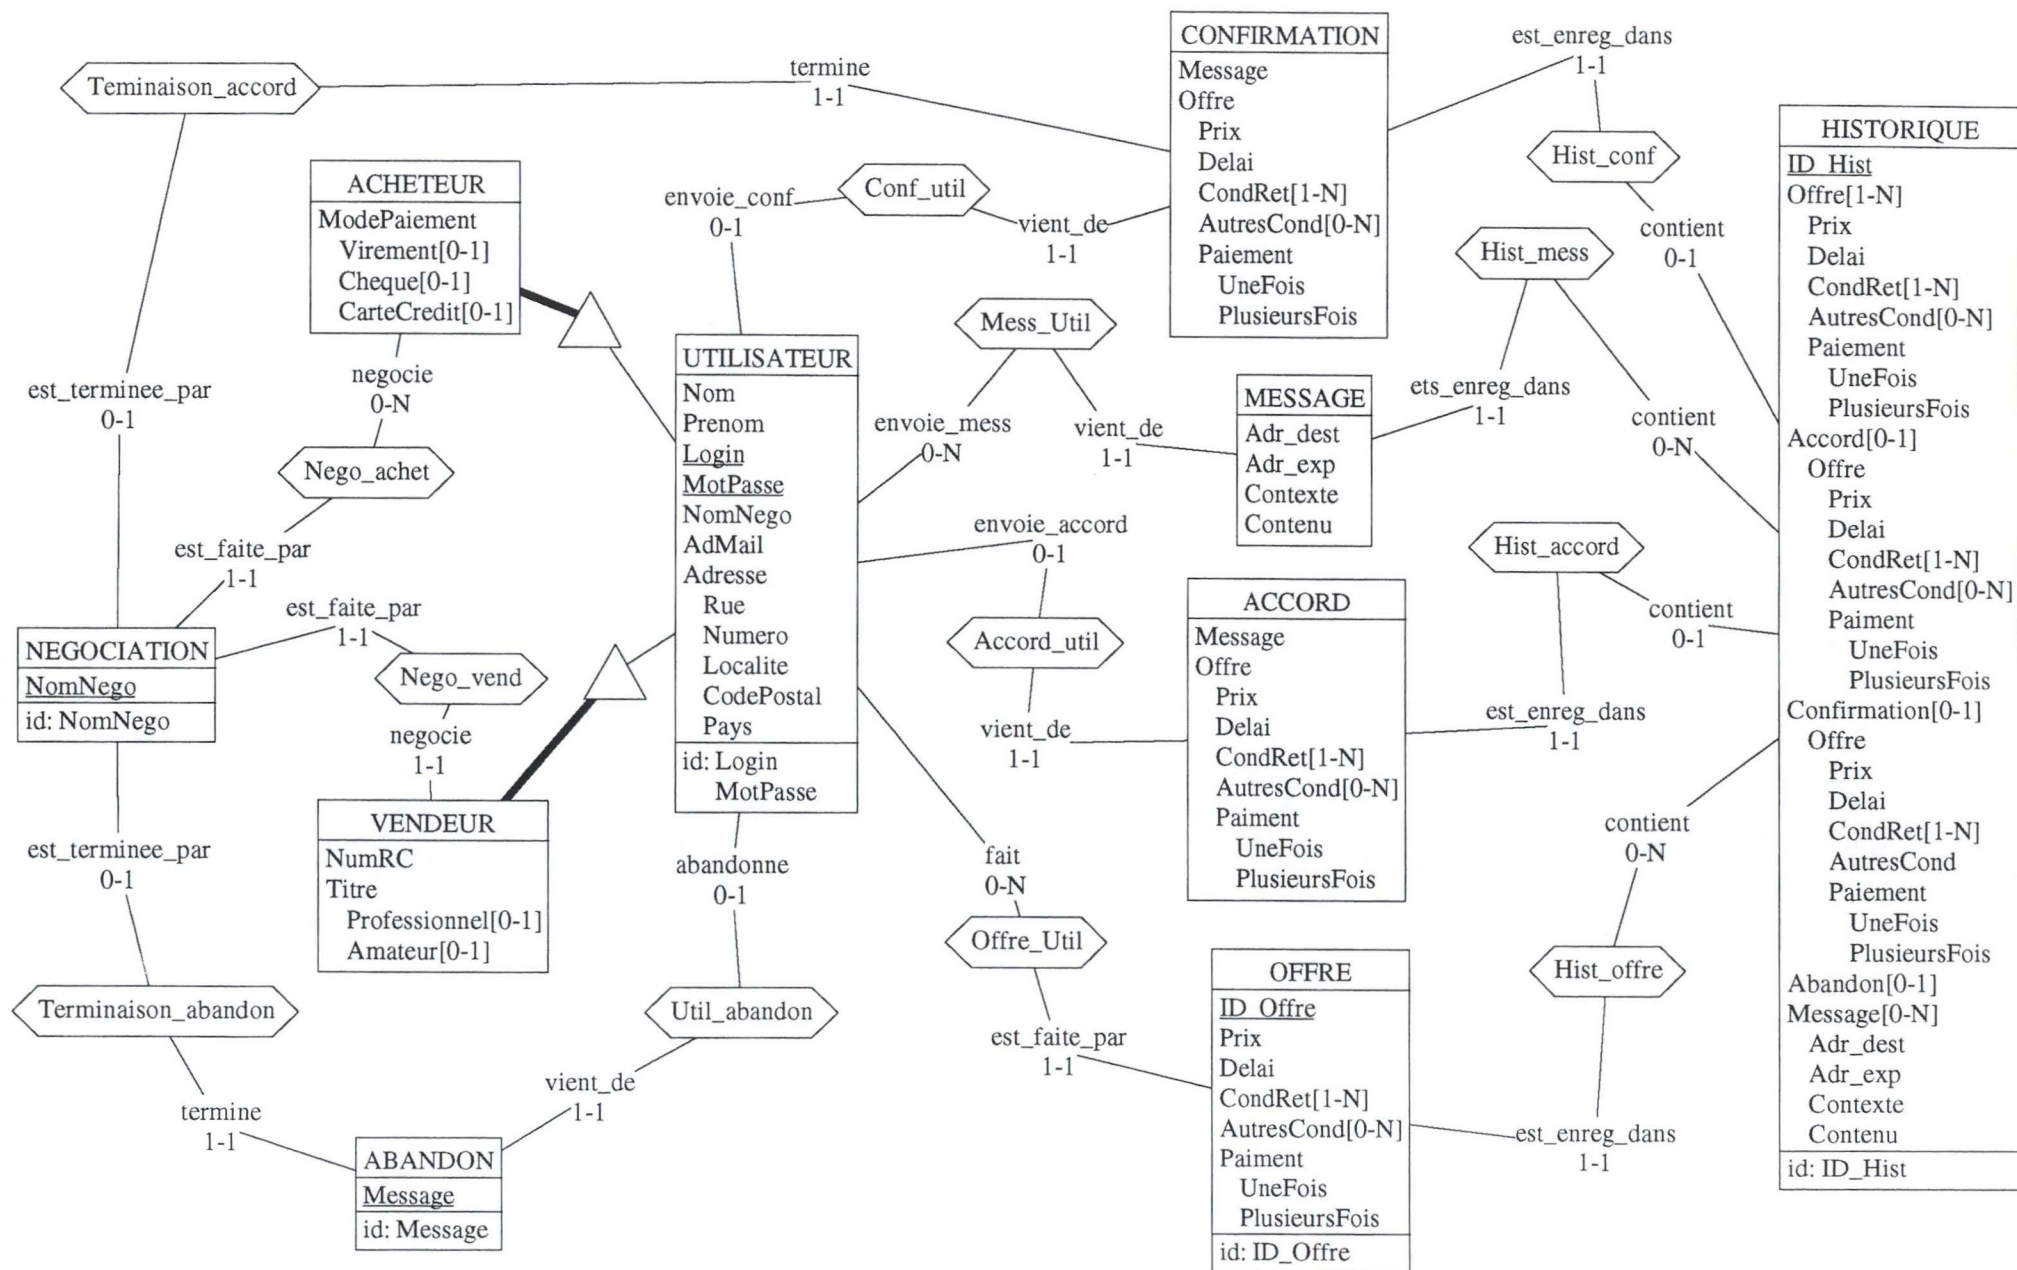 CONFIRMATION
Message
Offre
Prix
Delai
CondRet[1-N]
AutresCond[0-N]
Paiement
UneFois
PlusieursFois
Teminaison_accord
termine
1-1
est_enreg_dans
1-1
Hist_conf
contient
0-1
ACHETEUR
ModePaiement
Virement[0-1]
Cheque[0-1]
CarteCredit[0-1]
envoie_conf
0-1
Conf_util
vient_de
1-1
Hist_mess
contient
0-N
est_terminee_par
0-1
negocie
0-N
Nego_achet
est_faite_par
1-1
UTILISATEUR
Nom
Prenom
Login
MotPasse
NomNego
AdMail
Adresse
Rue
Numero
Localite
CodePostal
Pays
id: Login
MotPasse
Mess_Util
envoie_mess
0-N
vient_de
1-1
MESSAGE
Adr_dest
Adr_exp
Contexte
Contenu
ets_enreg_dans
1-1
envoie_accord
0-1
Accord_util
vient_de
1-1
ACCORD
Message
Offre
Prix
Delai
CondRet[1-N]
AutresCond[0-N]
Paiment
UneFois
PlusieursFois
Hist_accord
contient
0-1
est_enreg_dans
1-1
NEGOCIATION
NomNego
id: NomNego
est_faite_par
1-1
Nego_vend
negocie
1-1
VENDEUR
NumRC
Titre
Professionnel[0-1]
Amateur[0-1]
est_terminee_par
0-1
Terminaison_abandon
termine
1-1
abandonne
0-1
Util_abandon
vient_de
1-1
ABANDON
Message
id: Message
fait
0-N
Offre_Util
est_faite_par
1-1
OFFRE
ID_Offre
Prix
Delai
CondRet[1-N]
AutresCond[0-N]
Paiment
UneFois
PlusieursFois
id: ID_Offre
contient
0-N
Hist_offre
est_enreg_dans
1-1
HISTORIQUE
ID_Hist
Offre[1-N]
Prix
Delai
CondRet[1-N]
AutresCond[0-N]
Paiement
UneFois
PlusieursFois
Accord[0-1]
Offre
Prix
Delai
CondRet[1-N]
AutresCond[0-N]
Paiment
UneFois
PlusieursFois
Confirmation[0-1]
Offre
Prix
Delai
CondRet[1-N]
AutresCond
Paiement
UneFois
PlusieursFois
Abandon[0-1]
Message[0-N]
Adr_dest
Adr_exp
Contexte
Contenu
id: ID_Hist